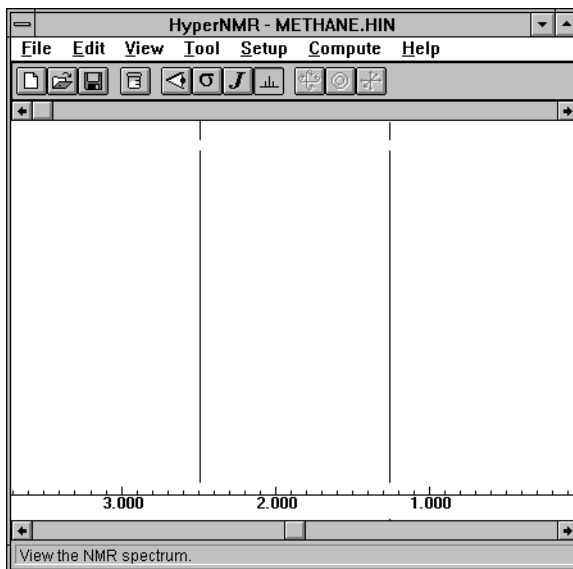 HyperNMR - METHANE.HIN
File Edit View Tool Setup Compute Help
σ J
3.000 2.000 1.000
View the NMR spectrum.